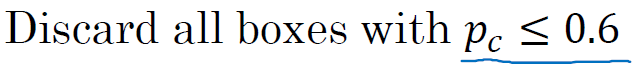 Discard all boxes with p_c ≤ 0.6